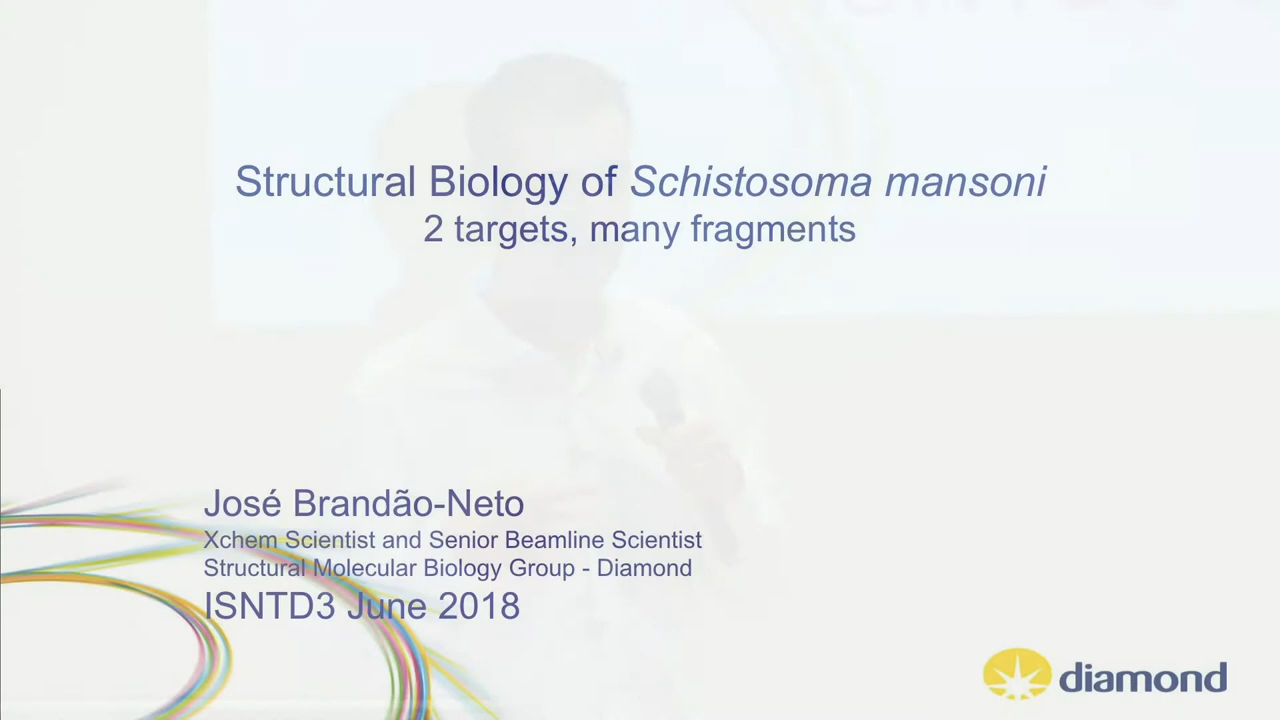 Structural Biology of Schistosoma mansoni
2 targets, many fragments
José Brandão-Neto
Xchem Scientist and Senior Beamline Scientist
Structural Molecular Biology Group - Diamond
ISNTD3 June 2018
diamond